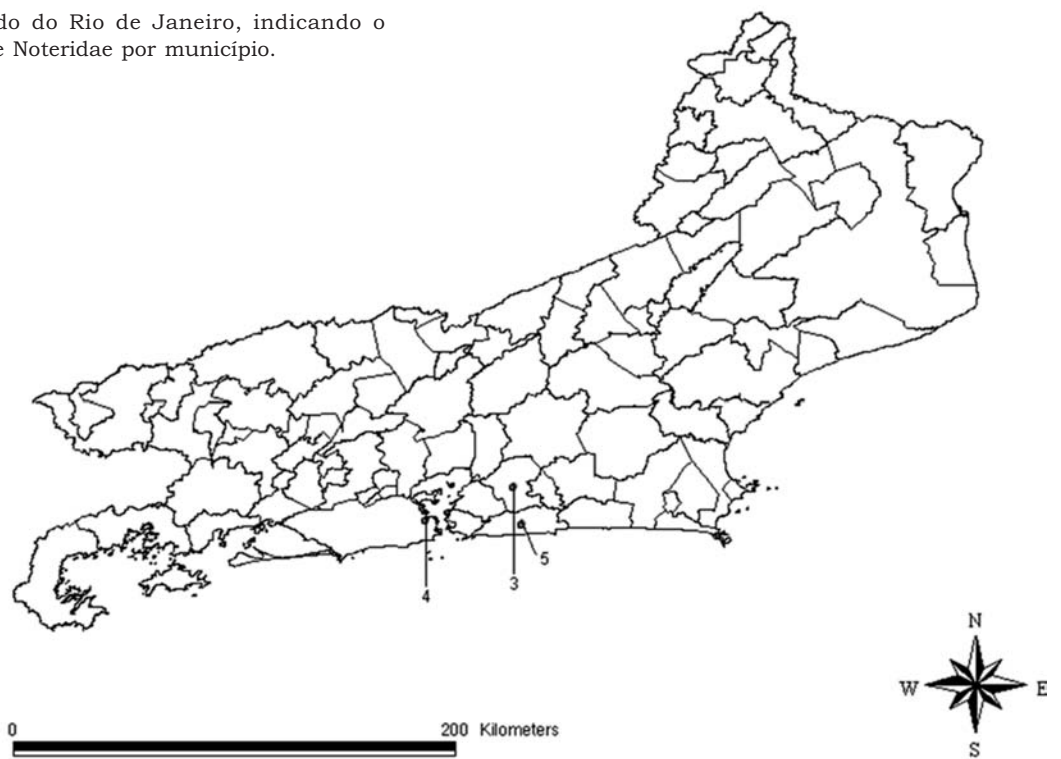 do do Rio de Janeiro, indicando o
e Noteridae por município.
4
3
5
N
W
E
S
0
200 Kilometers